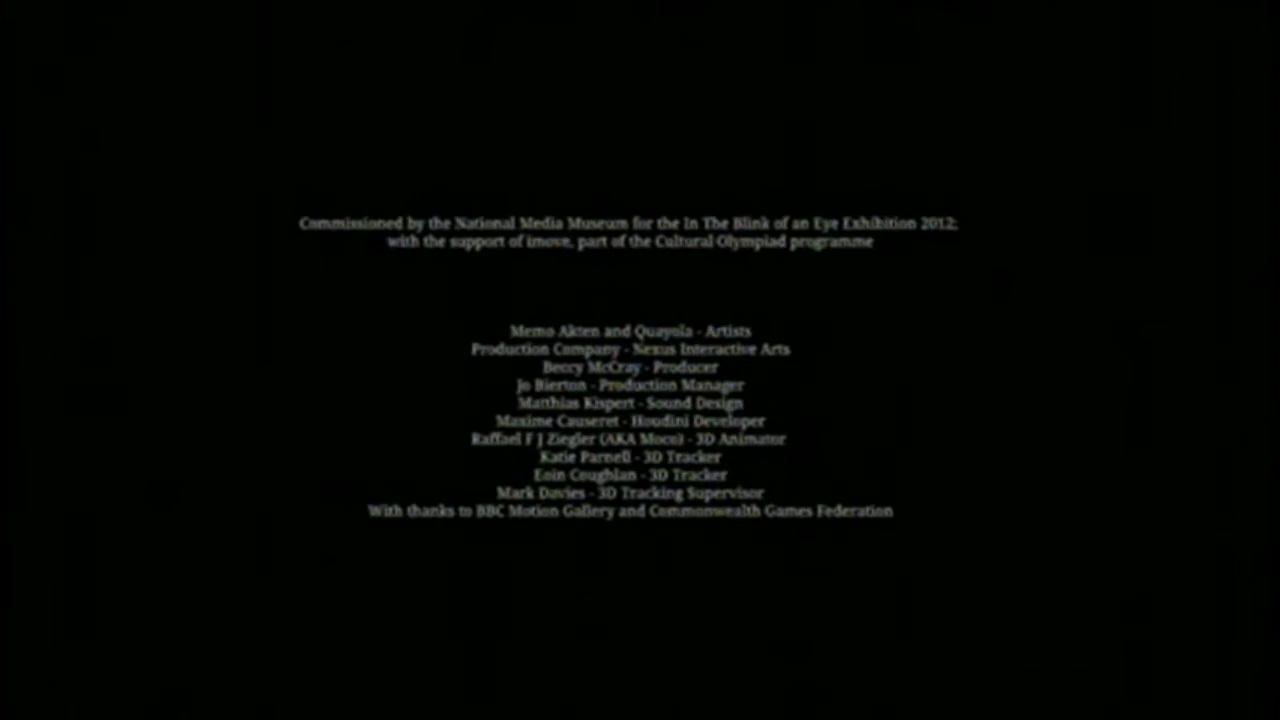 Commissioned by the National Media Museum for the In The Blink of an Eye Exhibition 2012;
with the support of imove, part of the Cultural Olympiad programme
Memo Akten and Quayola - Artists
Production Company - Nexus Interactive Arts
Beccy McCray - Producer
Jo Bierton - Production Manager
Matthias Kispert - Sound Design
Maxime Causeret - Houdini Developer
Raffael F J Ziegler (AKA Moco) - 3D Animator
Katie Parnell - 3D Tracker
Eoin Coughlan - 3D Tracker
Mark Davies - 3D Tracking Supervisor
With thanks to BBC Motion Gallery and Commonwealth Games Federation